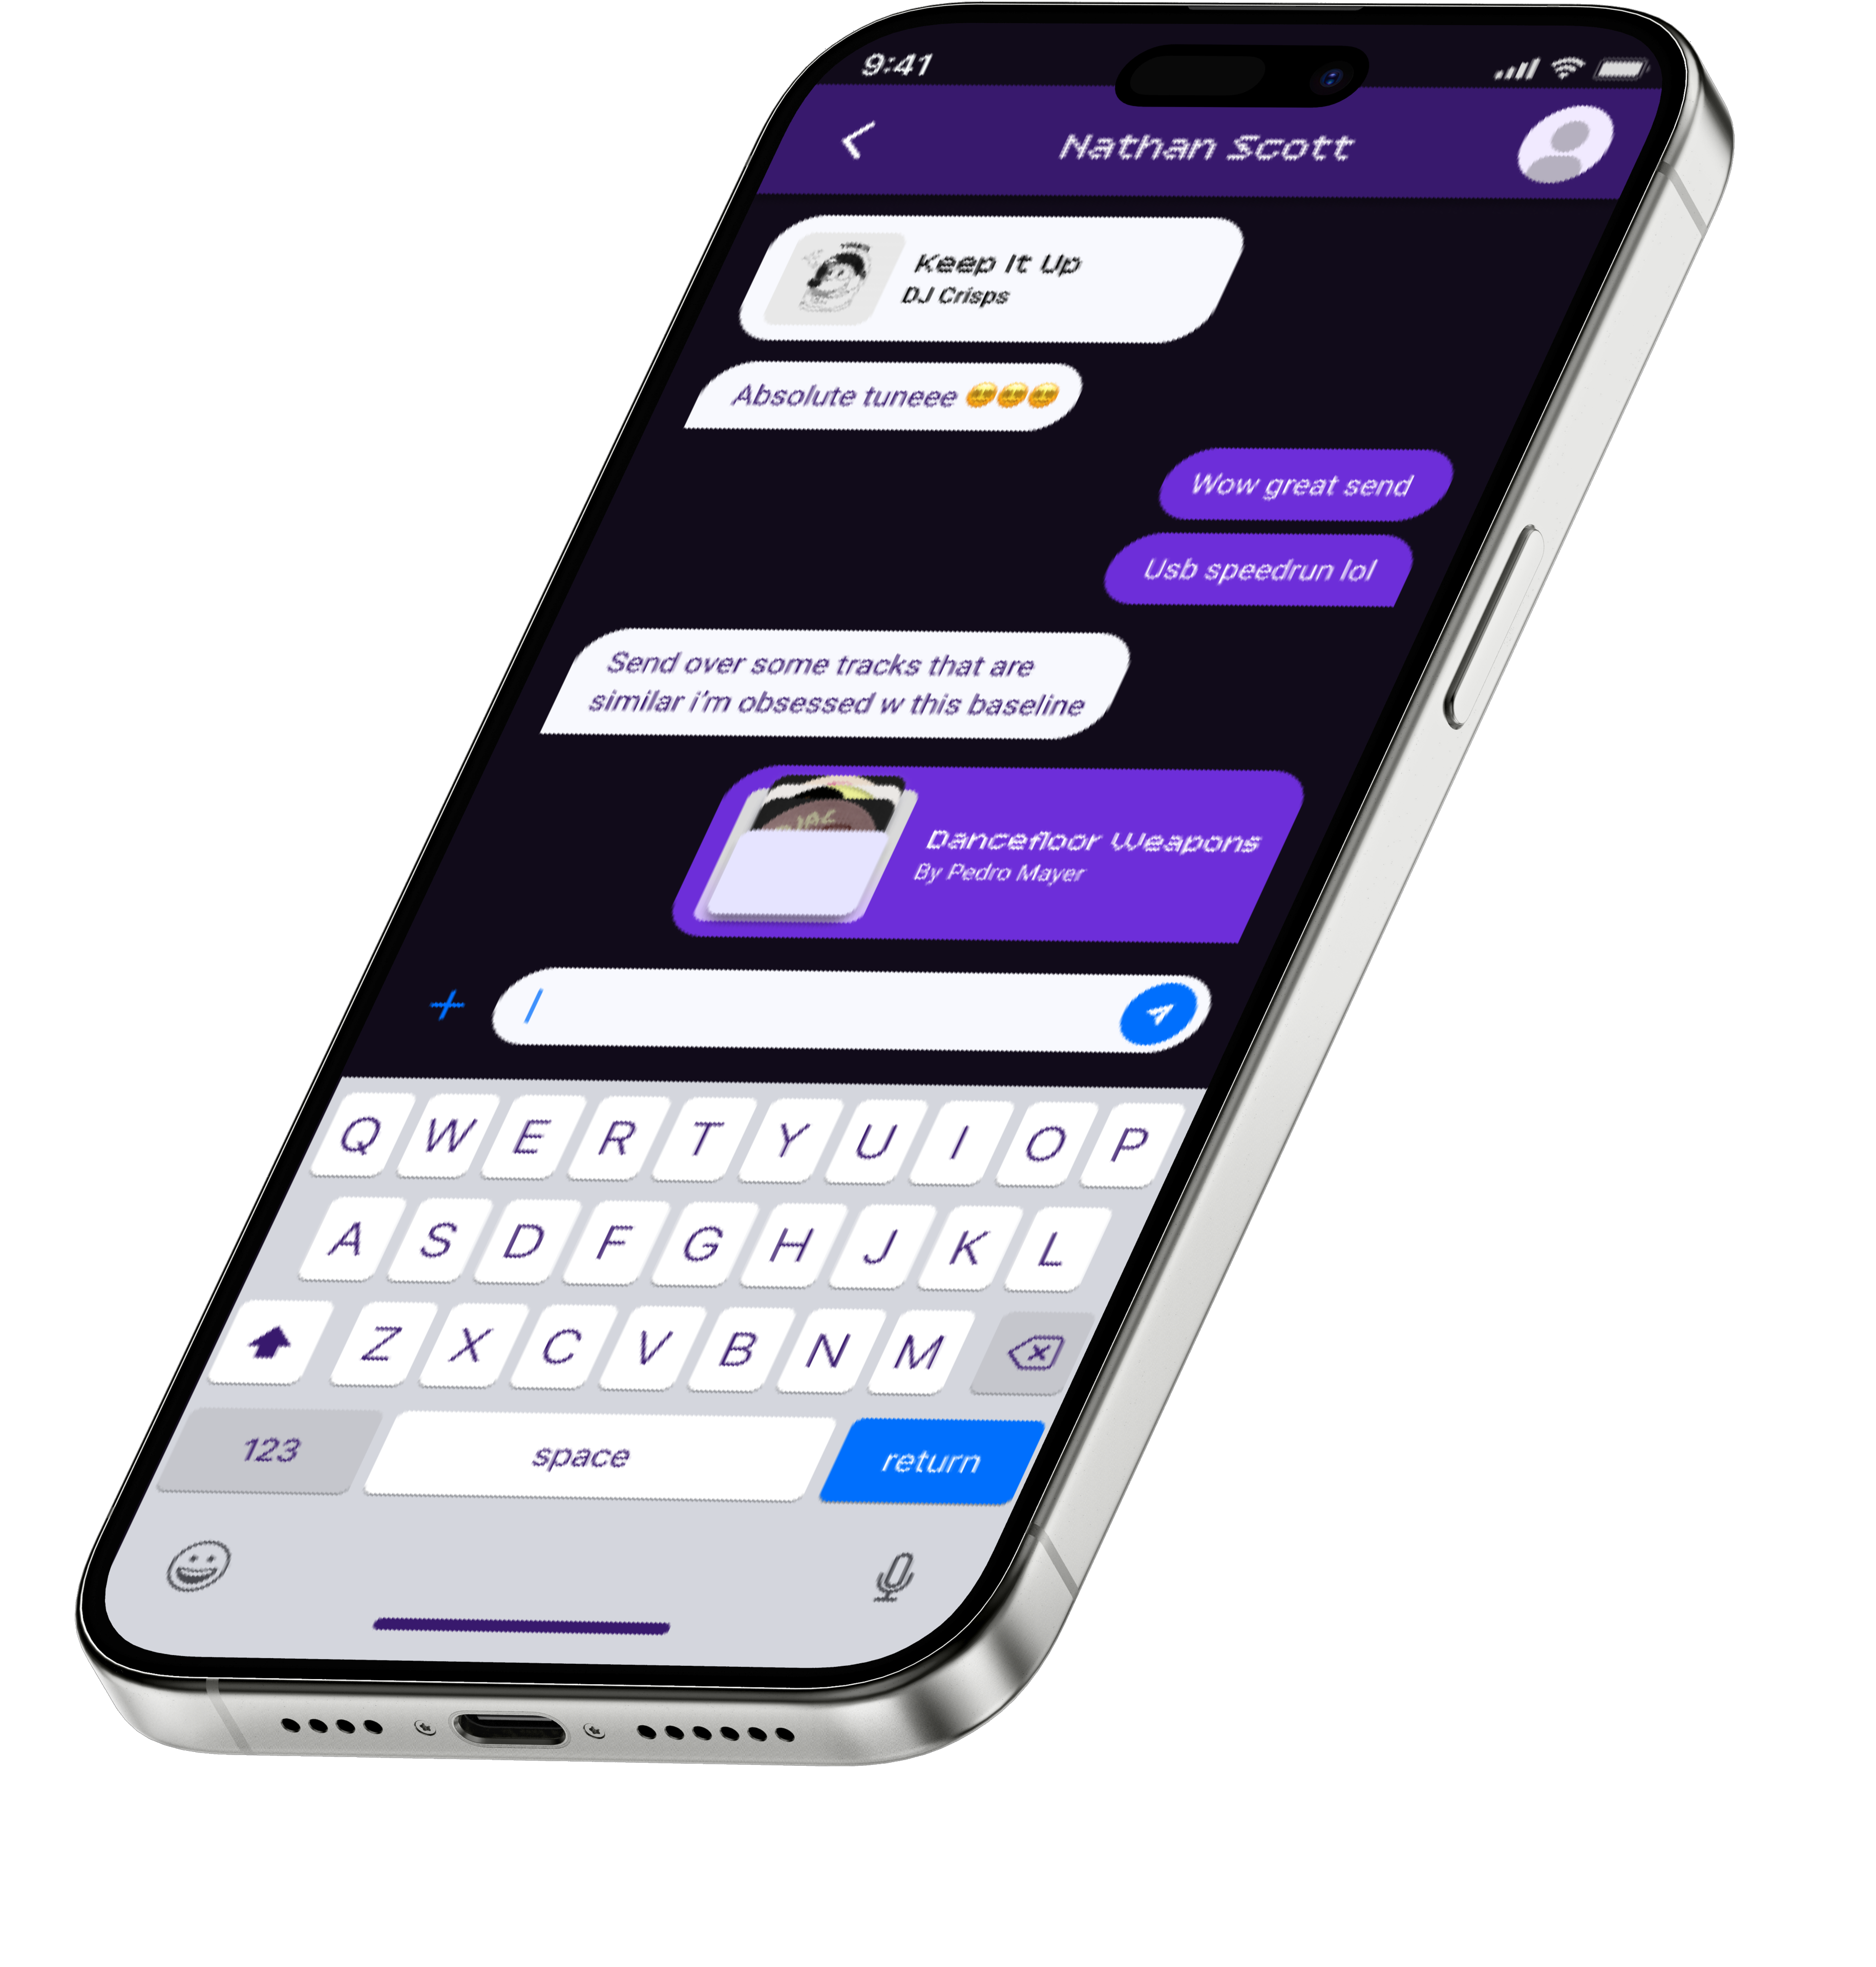 9:41
Nathan Scott
Keep It Up
DJ Crisps
Absolute tuneee 
Wow great send
Usb speedrun lol
Send over some tracks that are
similar i'm obsessed w this baseline
Dancefloor Weapons
By Pedro Mayer
Q W E R T Y U I O P
A S D F G H J K L
Z X C V B N M
123 space return